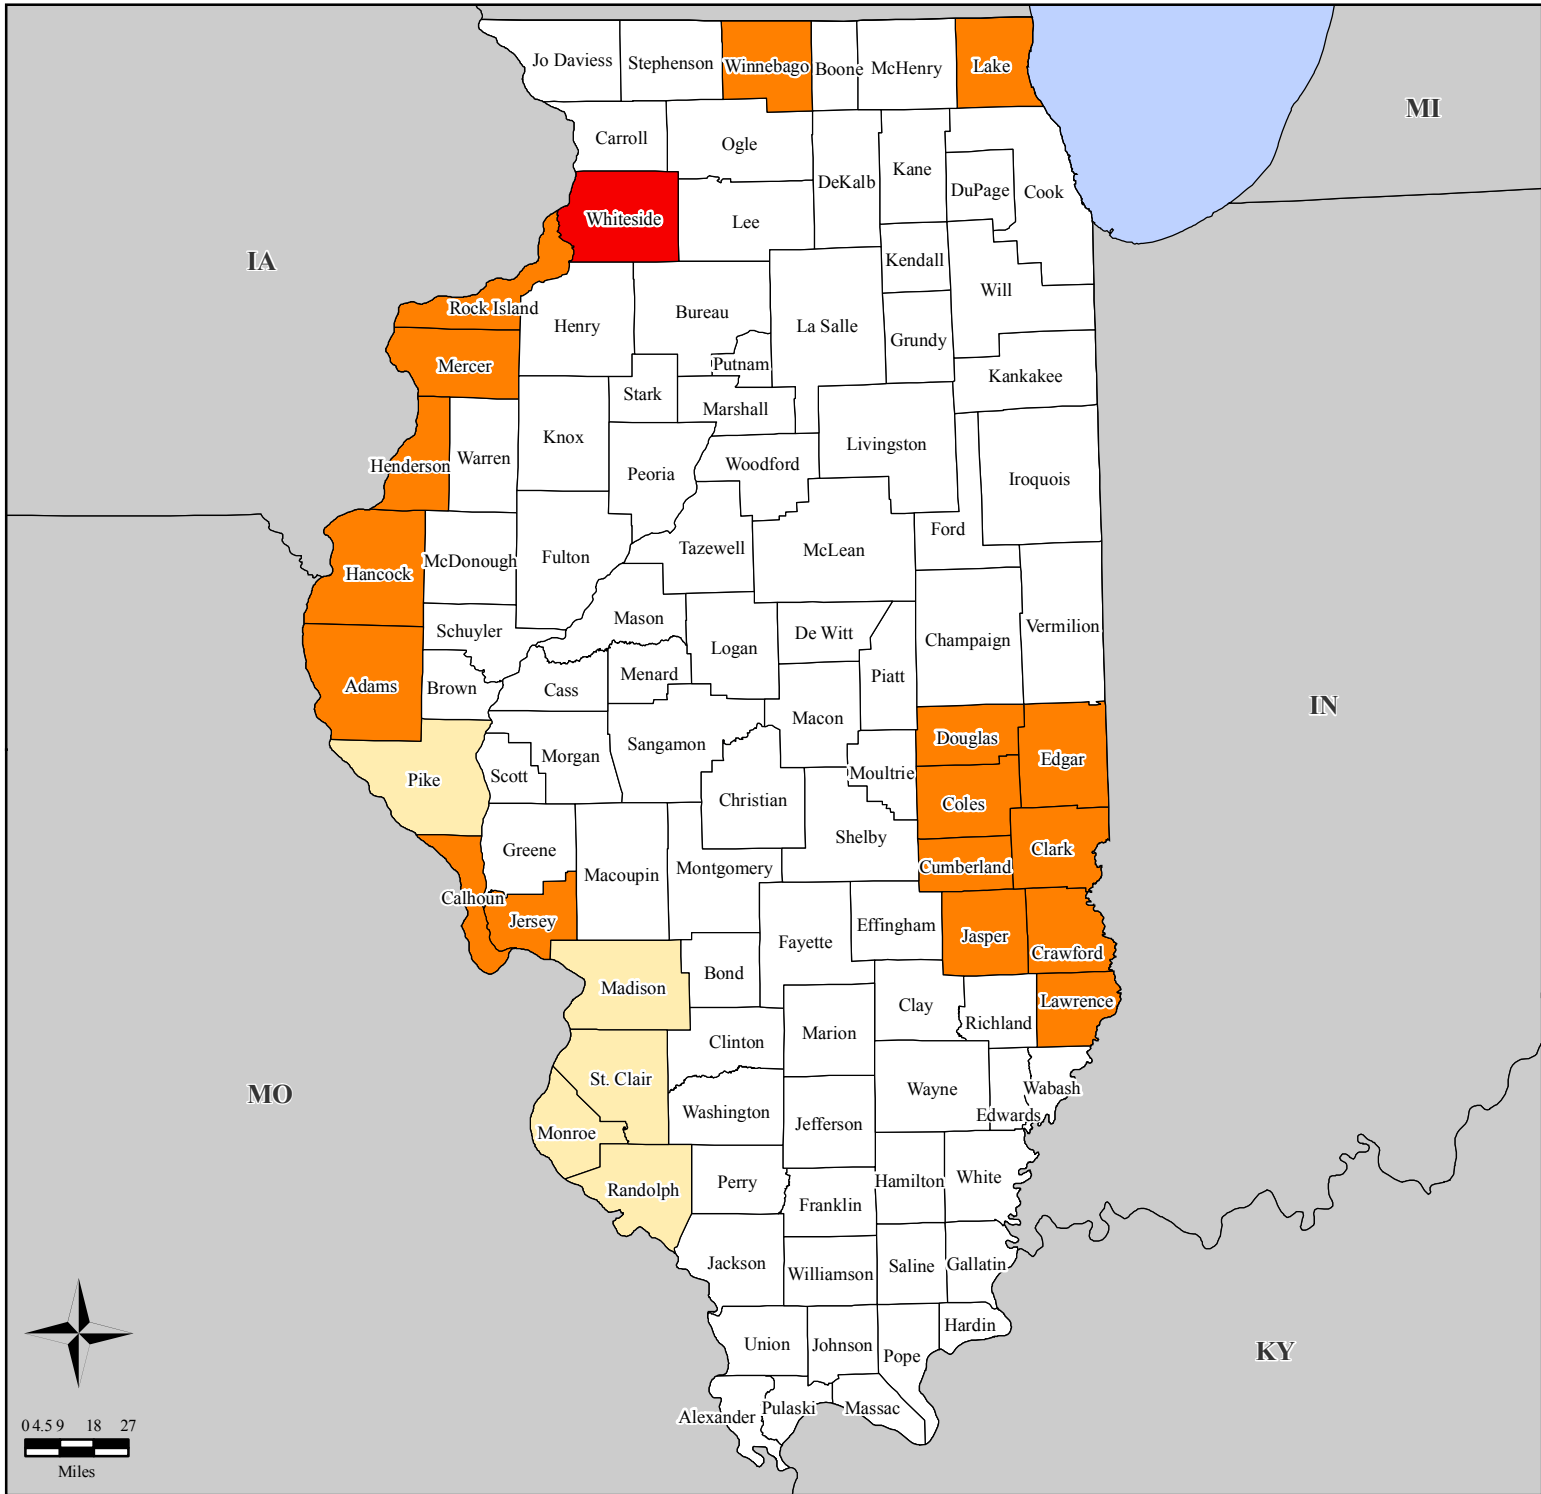 Jo Daviess
Stephenson
Winnebago
Boone
McHenry
Lake
MI
Carroll
Ogle
DeKalb
Kane
DuPage
Cook
Whiteside
Lee
IA
Kendall
Will
Rock Island
Henry
Bureau
La Salle
Grundy
Putnam
Mercer
Kankakee
Stark
Marshall
Knox
Livingston
Henderson
Warren
Peoria
Woodford
Iroquois
Ford
Hancock
McDonough
Fulton
Tazewell
McLean
Mason
Schuyler
Logan
De Witt
Champaign
Vermilion
Adams
Brown
Cass
Menard
Piatt
IN
Macon
Sangamon
Morgan
Scott
Pike
Douglas
Edgar
Moultrie
Christian
Coles
Shelby
Greene
Macoupin
Montgomery
Cumberland
Clark
Calhoun
Jersey
Fayette
Effingham
Jasper
Crawford
Bond
Madison
Clay
Lawrence
Richland
Marion
Clinton
St. Clair
MO
Wayne
Wabash
Edwards
Washington
Jefferson
Monroe
Randolph
Perry
Hamilton
White
Franklin
Jackson
Williamson
Saline
Gallatin
Hardin
Union
Johnson
Pope
KY
Alexander
Pulaski
Massac
0 4.5 9 18 27
Miles